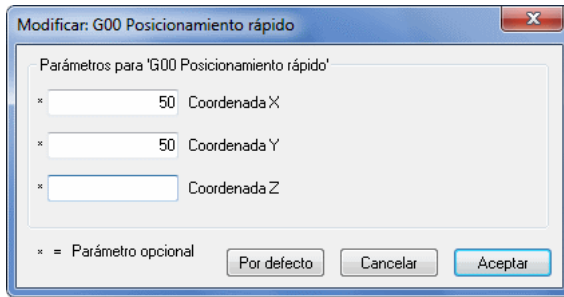 Modificar: G00 Posicionamiento rápido
Parámetros para 'G00 Posicionamiento rápido'
* 50 Coordenada X
* 50 Coordenada Y
* Coordenada Z
* = Parámetro opcional
Por defecto Cancelar Aceptar